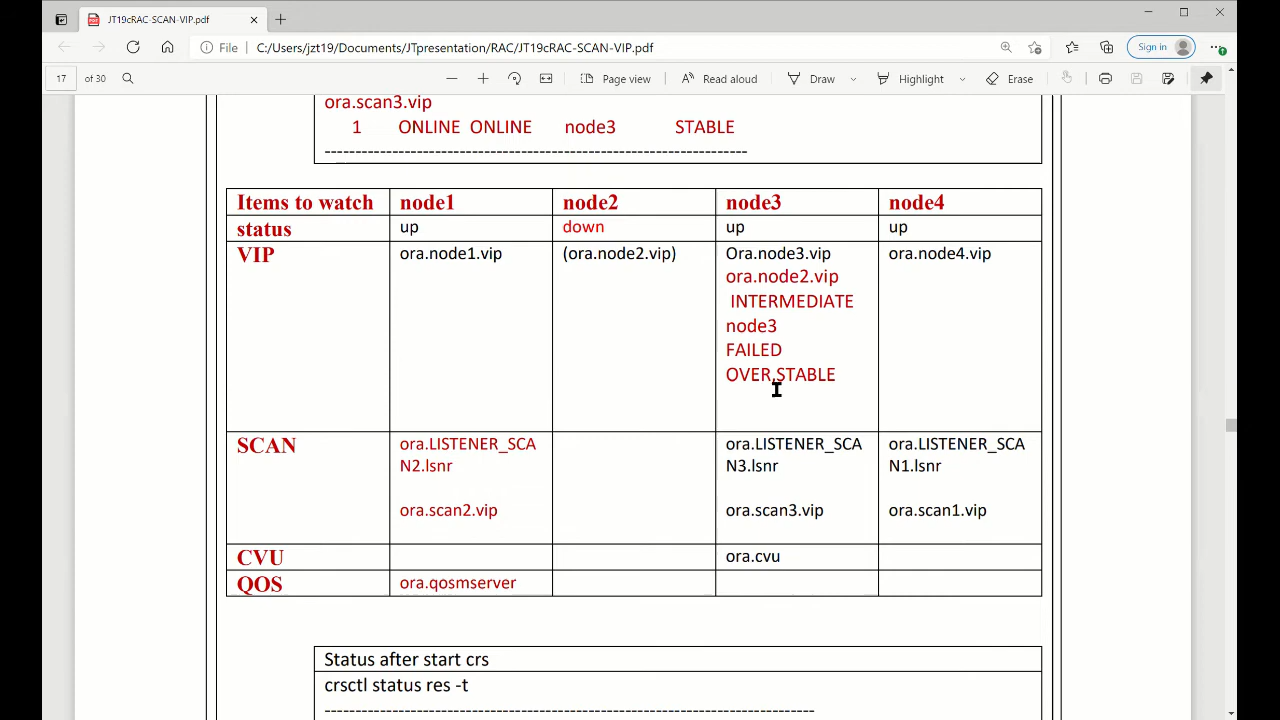 JT19cRAC-SCAN-VIP.pdf
File C:/Users/jzt19/Documents/JTpresentation/RAC/JT19cRAC-SCAN-VIP.pdf Sign in
17 of 30 Page view Read aloud Draw Highlight Erase
ora.scan3.vip
1 ONLINE ONLINE node3 STABLE
--------------------------------------------------------------------
Items to watch node1 node2 node3 node4
status up down up up
VIP ora.node1.vip (ora.node2.vip) Ora.node3.vip ora.node4.vip
ora.node2.vip
INTERMEDIATE
node3
FAILED
OVER,STABLE
SCAN ora.LISTENER_SCA ora.LISTENER_SCA ora.LISTENER_SCA
N2.lsnr N3.lsnr N1.lsnr
ora.scan2.vip ora.scan3.vip ora.scan1.vip
CVU ora.cvu
QOS ora.qosmserver
Status after start crs
crsctl status res -t
--------------------------------------------------------------------------------